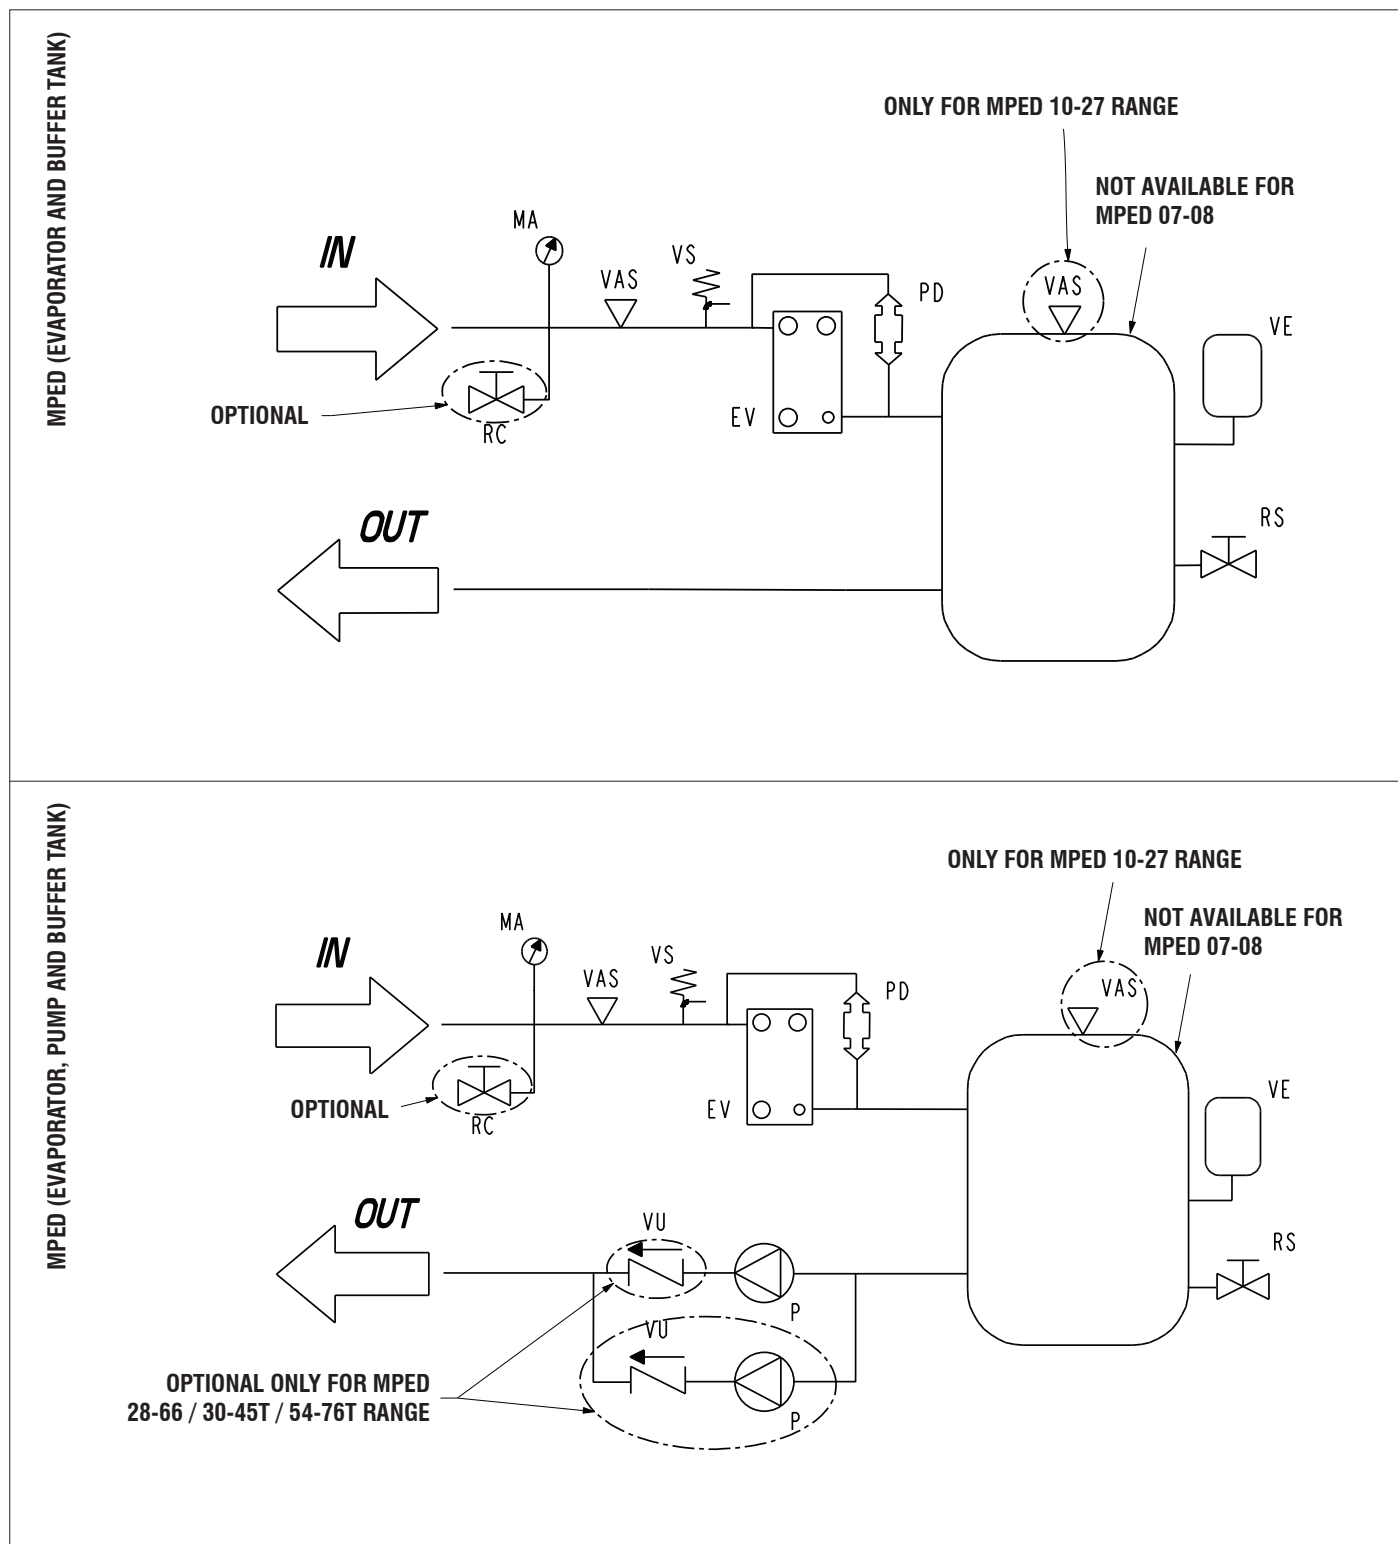 MPED (EVAPORATOR AND BUFFER TANK)
ONLY FOR MPED 10-27 RANGE
NOT AVAILABLE FOR
MPED 07-08
MA
IN
VAS
VS
PD
VAS
VE
OPTIONAL
RC
EV
OUT
RS
MPED (EVAPORATOR, PUMP AND BUFFER TANK)
ONLY FOR MPED 10-27 RANGE
NOT AVAILABLE FOR
MPED 07-08
MA
IN
VAS
VS
PD
VAS
VE
OPTIONAL
RC
EV
OUT
VU
P
RS
VU
P
OPTIONAL ONLY FOR MPED
28-66 / 30-45T / 54-76T RANGE